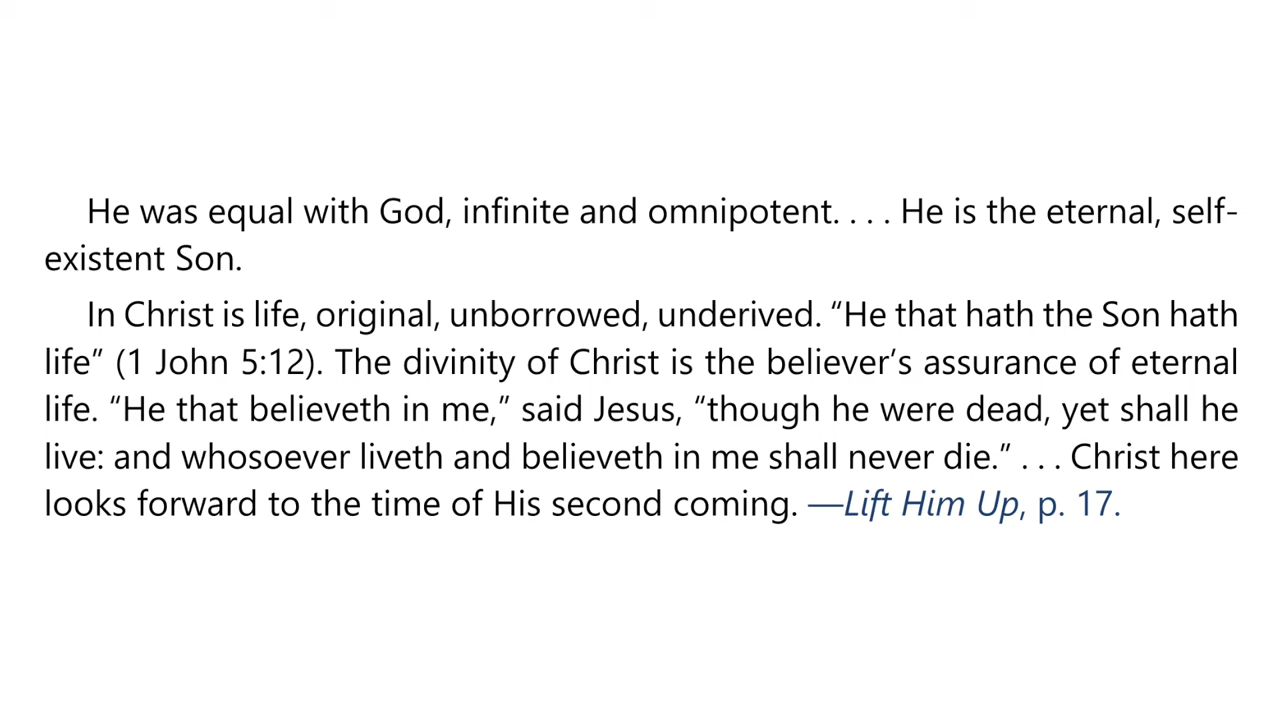 He was equal with God, infinite and omnipotent. . . . He is the eternal, self-
existent Son.
In Christ is life, original, unborrowed, underived. “He that hath the Son hath
life” (1 John 5:12). The divinity of Christ is the believer’s assurance of eternal
life. “He that believeth in me,” said Jesus, “though he were dead, yet shall he
live: and whosoever liveth and believeth in me shall never die.” . . . Christ here
looks forward to the time of His second coming. —Lift Him Up, p. 17.